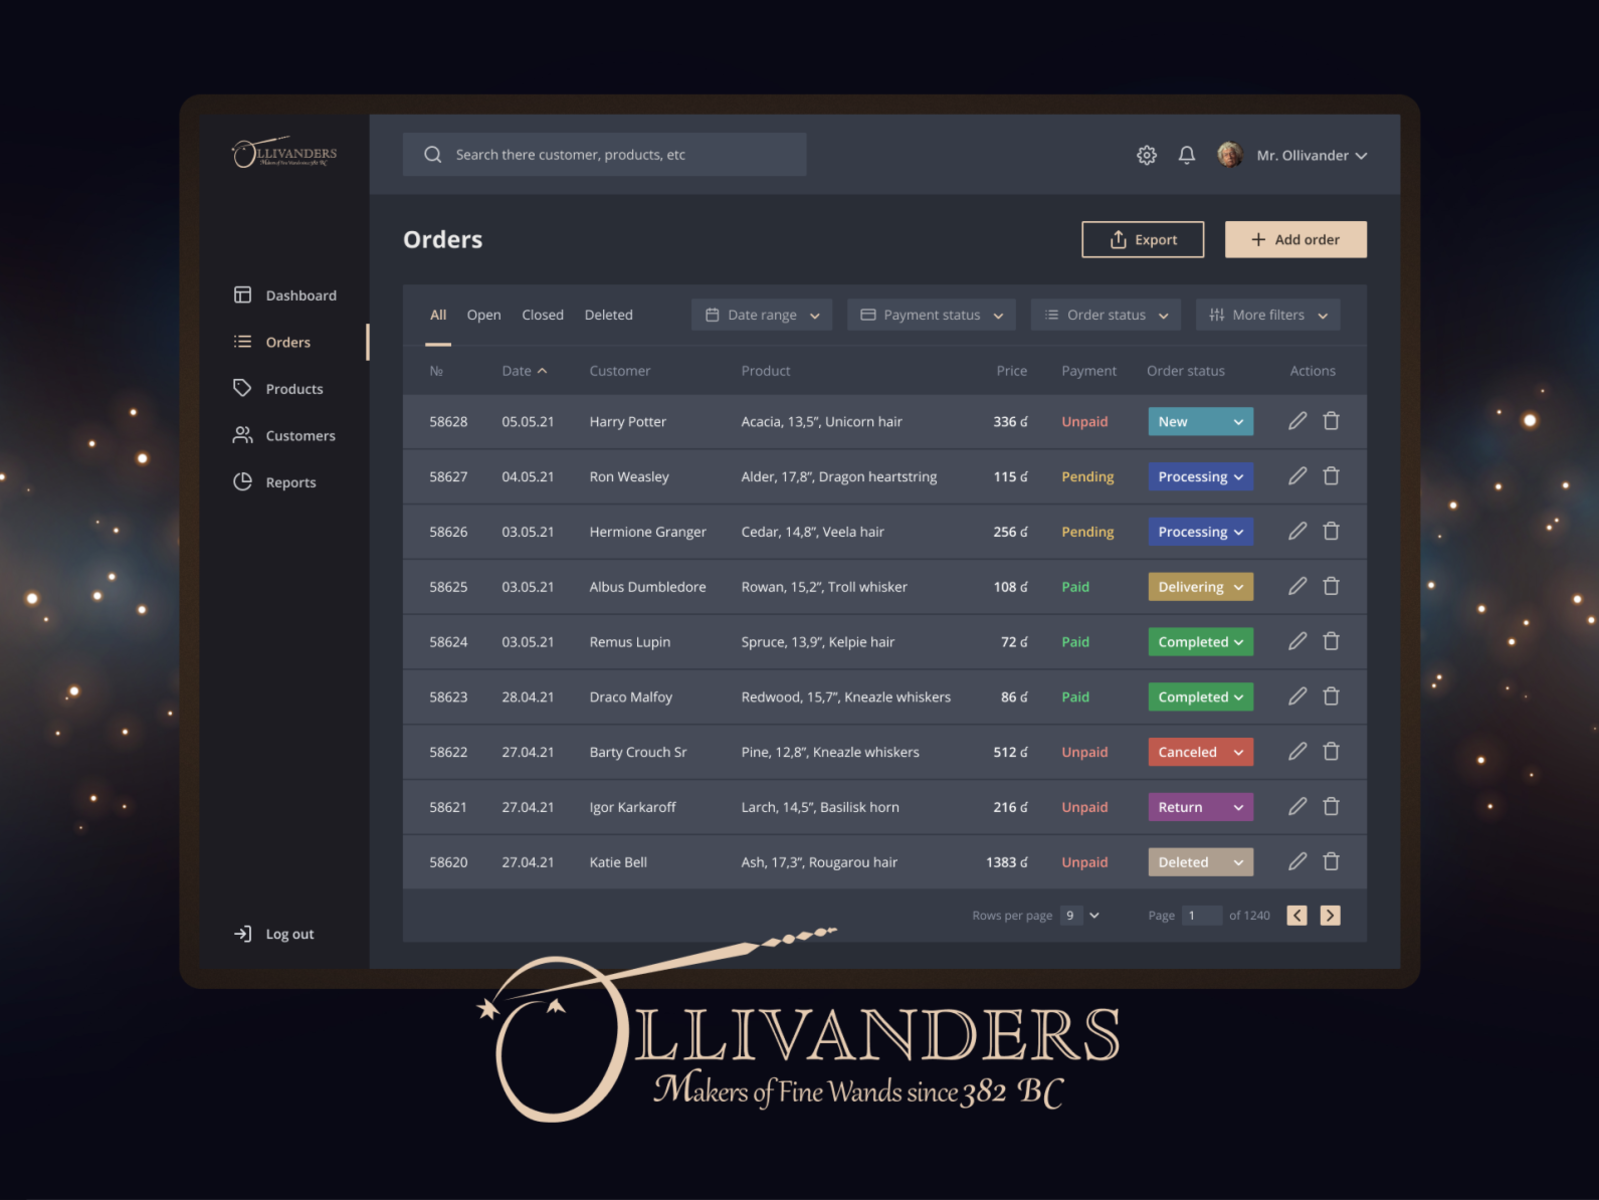 OLLIVANDERS
Makers of Fine Wands since 382 BC
Search there customer, products, etc
Mr. Ollivander
Orders
Export
+ Add order
Dashboard
Orders
Products
Customers
Reports
Log out
All Open Closed Deleted Date range Payment status Order status More filters
№ Date Customer Product Price Payment Order status Actions
58628 05.05.21 Harry Potter Acacia, 13,5”, Unicorn hair 336 ɠ Unpaid New
58627 04.05.21 Ron Weasley Alder, 17,8”, Dragon heartstring 115 ɠ Pending Processing
58626 03.05.21 Hermione Granger Cedar, 14,8”, Veela hair 256 ɠ Pending Processing
58625 03.05.21 Albus Dumbledore Rowan, 15,2”, Troll whisker 108 ɠ Paid Delivering
58624 03.05.21 Remus Lupin Spruce, 13,9”, Kelpie hair 72 ɠ Paid Completed
58623 28.04.21 Draco Malfoy Redwood, 15,7”, Kneazle whiskers 86 ɠ Paid Completed
58622 27.04.21 Barty Crouch Sr Pine, 12,8”, Kneazle whiskers 512 ɠ Unpaid Canceled
58621 27.04.21 Igor Karkaroff Larch, 14,5”, Basilisk horn 216 ɠ Unpaid Return
58620 27.04.21 Katie Bell Ash, 17,3”, Rougarou hair 1383 ɠ Unpaid Deleted
Rows per page 9 Page 1 of 1240
OLLIVANDERS
Makers of Fine Wands since 382 BC